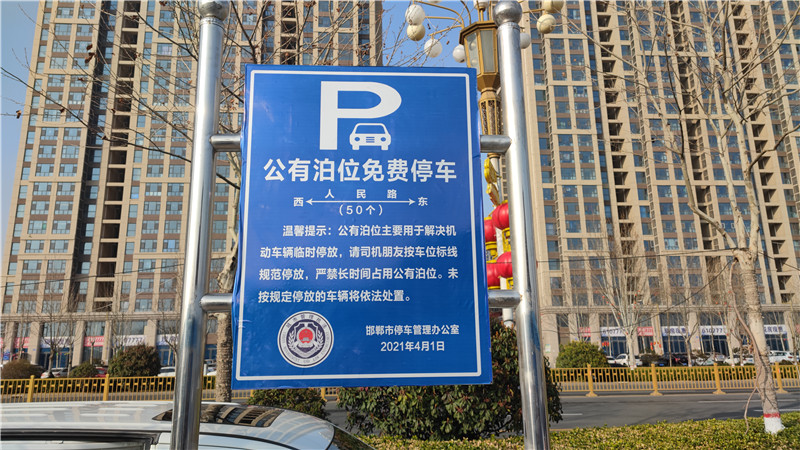 P
公有泊位免费停车
人民路
西 东
(50个)
温馨提示：公有泊位主要用于解决机
动车辆临时停放，请司机朋友按车位标线
规范停放，严禁长时间占用公有泊位。未
按规定停放的车辆将依法处置。
邯郸市停车管理办公室
2021年4月1日